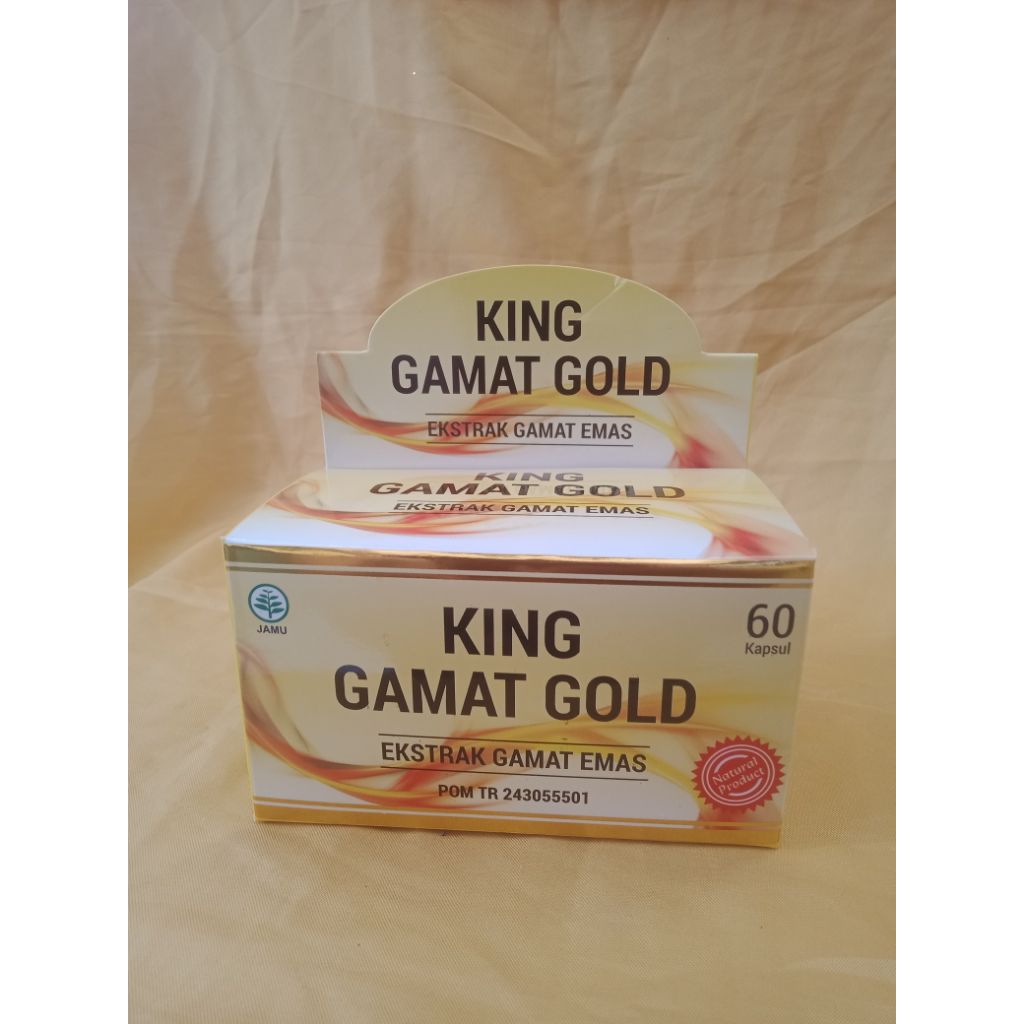 KING
GAMAT GOLD
EKSTRAK GAMAT EMAS
KING
GAMAT GOLD
EKSTRAK GAMAT EMAS
JAMU
60
Kapsul
KING
GAMAT GOLD
EKSTRAK GAMAT EMAS
POM TR 243055501
Natural
Product